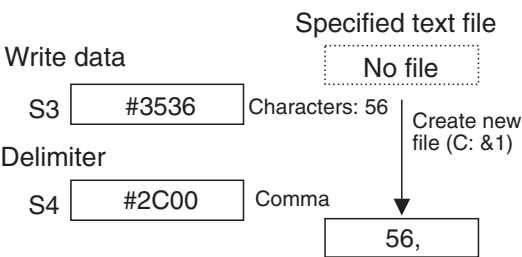 Specified text file
Write data
No file
S3 #3536 Characters: 56
Create new
file (C: &1)
Delimiter
S4 #2C00 Comma
56,